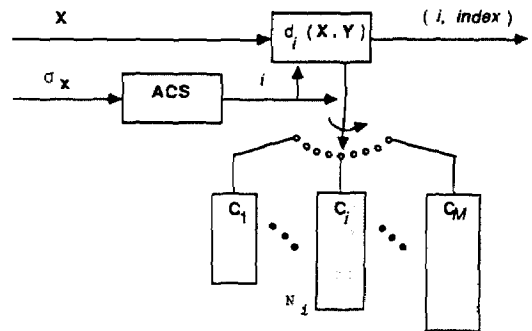 X
d_i (X, Y)
(i, index)
σ_x
ACS
i
C_1
C_i
C_M
N_i